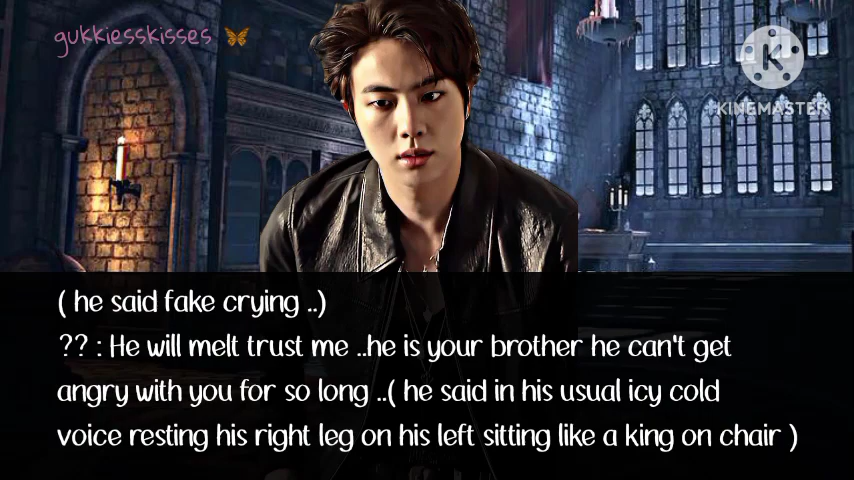 gukkiesskisses
K
KINEMASTER
( he said fake crying ..)
?? : He will melt trust me ..he is your brother he can't get
angry with you for so long ..( he said in his usual icy cold
voice resting his right leg on his left sitting like a king on chair )